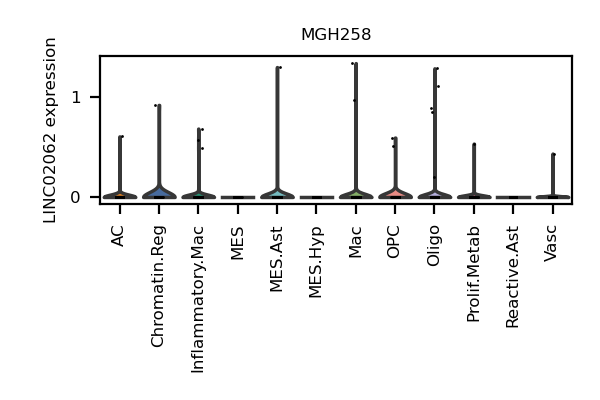 MGH258
LINC02062 expression
1
0
AC
Chromatin.Reg
Inflammatory.Mac
MES
MES.Ast
MES.Hyp
Mac
OPC
Oligo
Prolif.Metab
Reactive.Ast
Vasc